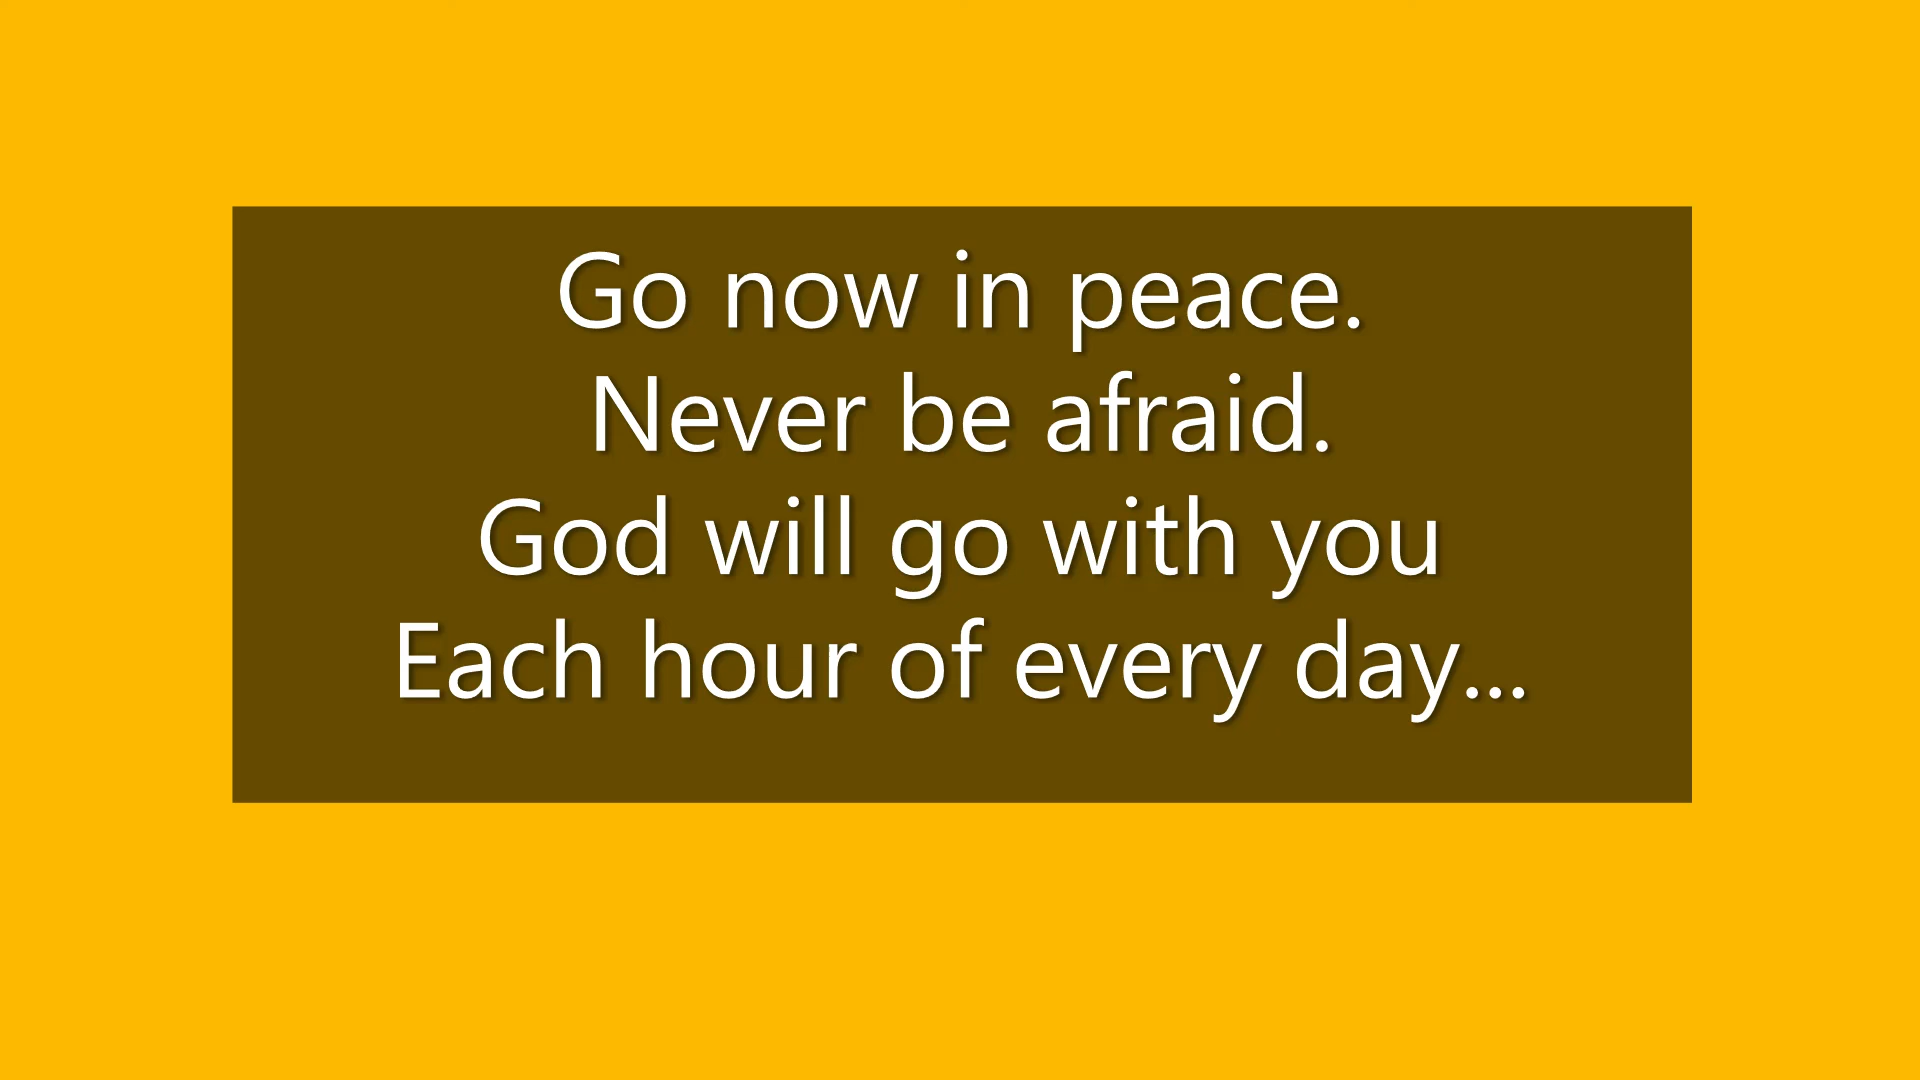 Go now in peace.
Never be afraid.
God will go with you
Each hour of every day...